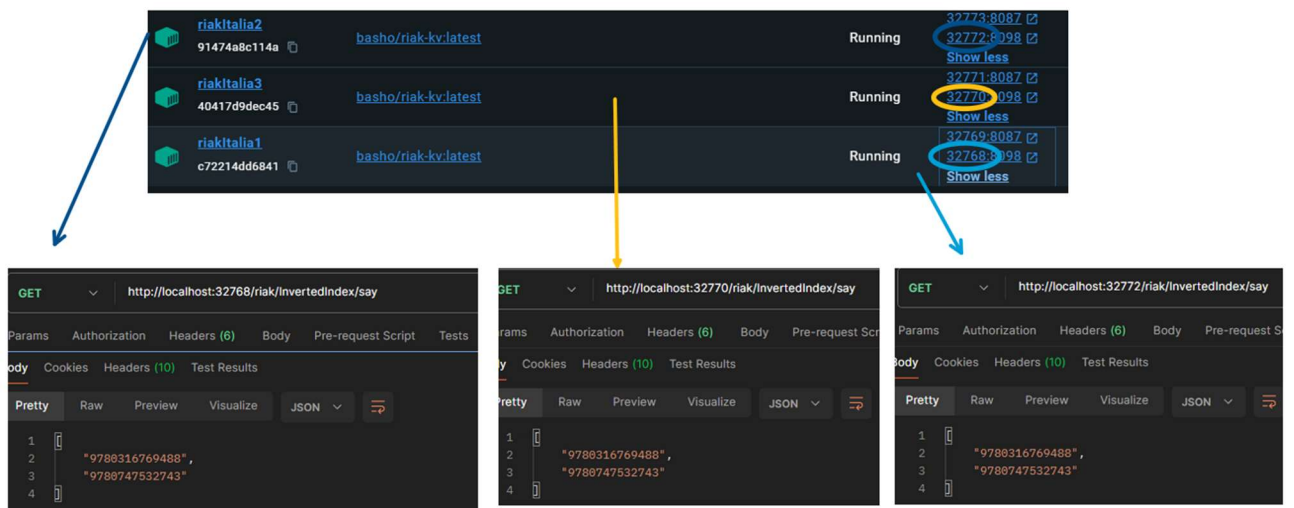 riakItalia2
91474a8c114a
basho/riak-kv:latest
Running
32773:8087
32772:8098
Show less
riakItalia3
40417d9dec45
basho/riak-kv:latest
Running
32771:8087
32770:8098
Show less
riakItalia1
c72214dd6841
basho/riak-kv:latest
Running
32769:8087
32768:8098
Show less
GET http://localhost:32768/riak/InvertedIndex/say
Params Authorization Headers (6) Body Pre-request Script Tests
ody Cookies Headers (10) Test Results
Pretty Raw Preview Visualize JSON
1 [
2 "9780316769488",
3 "9780747532743"
4 ]
GET http://localhost:32770/riak/InvertedIndex/say
arams Authorization Headers (6) Body Pre-request Scr
y Cookies Headers (10) Test Results
Pretty Raw Preview Visualize JSON
1 [
2 "9780316769488",
3 "9780747532743"
4 ]
GET http://localhost:32772/riak/InvertedIndex/say
Params Authorization Headers (6) Body Pre-request S
Body Cookies Headers (10) Test Results
Pretty Raw Preview Visualize JSON
1 [
2 "9780316769488",
3 "9780747532743"
4 ]